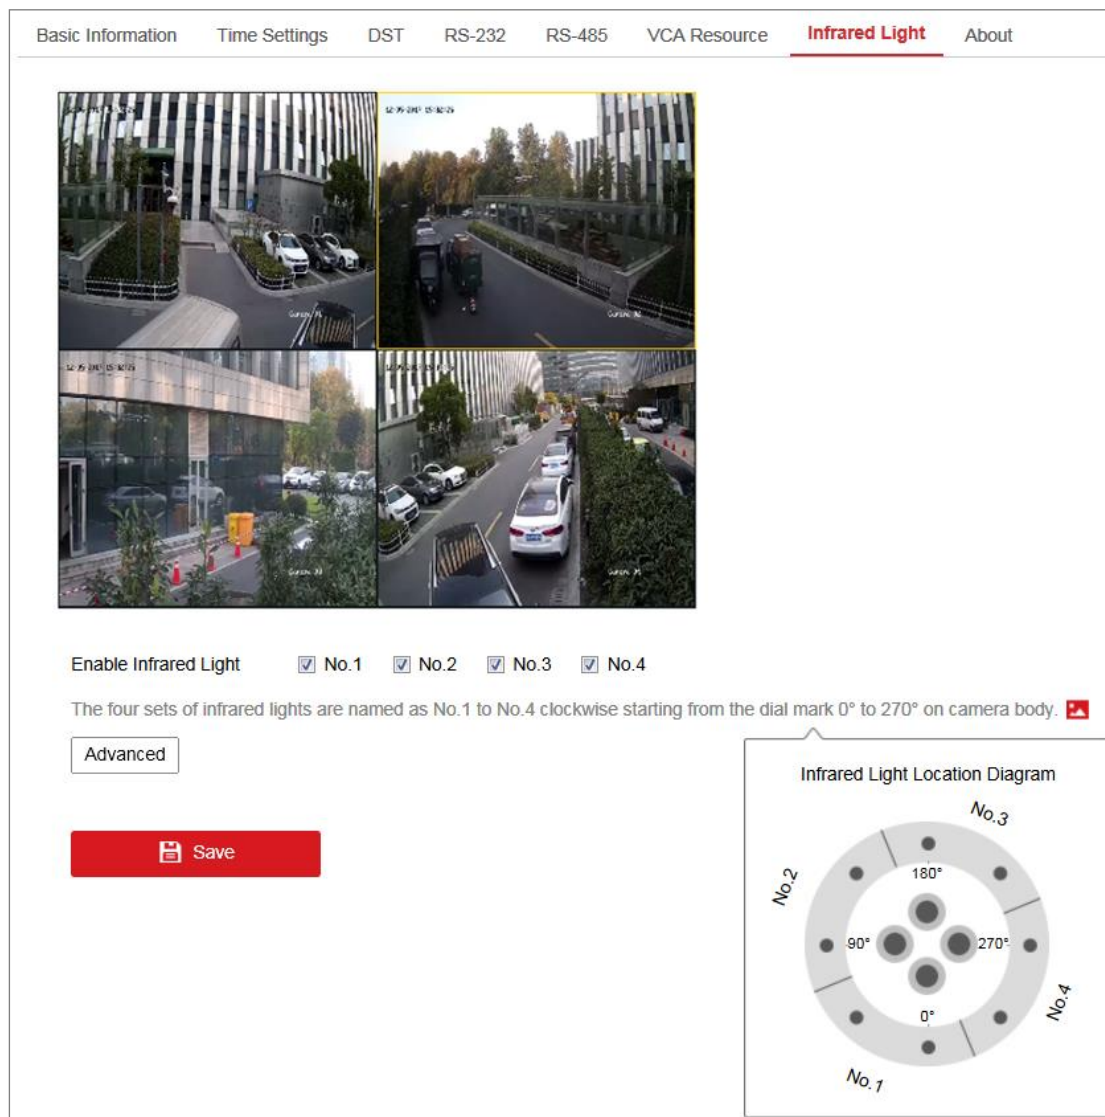 Basic Information Time Settings DST RS-232 RS-485 VCA Resource Infrared Light About
Enable Infrared Light No.1 No.2 No.3 No.4
The four sets of infrared lights are named as No.1 to No.4 clockwise starting from the dial mark 0° to 270° on camera body.
Advanced
Save
Infrared Light Location Diagram
No.3
180°
No.2
90°
270°
No.4
0°
No.1